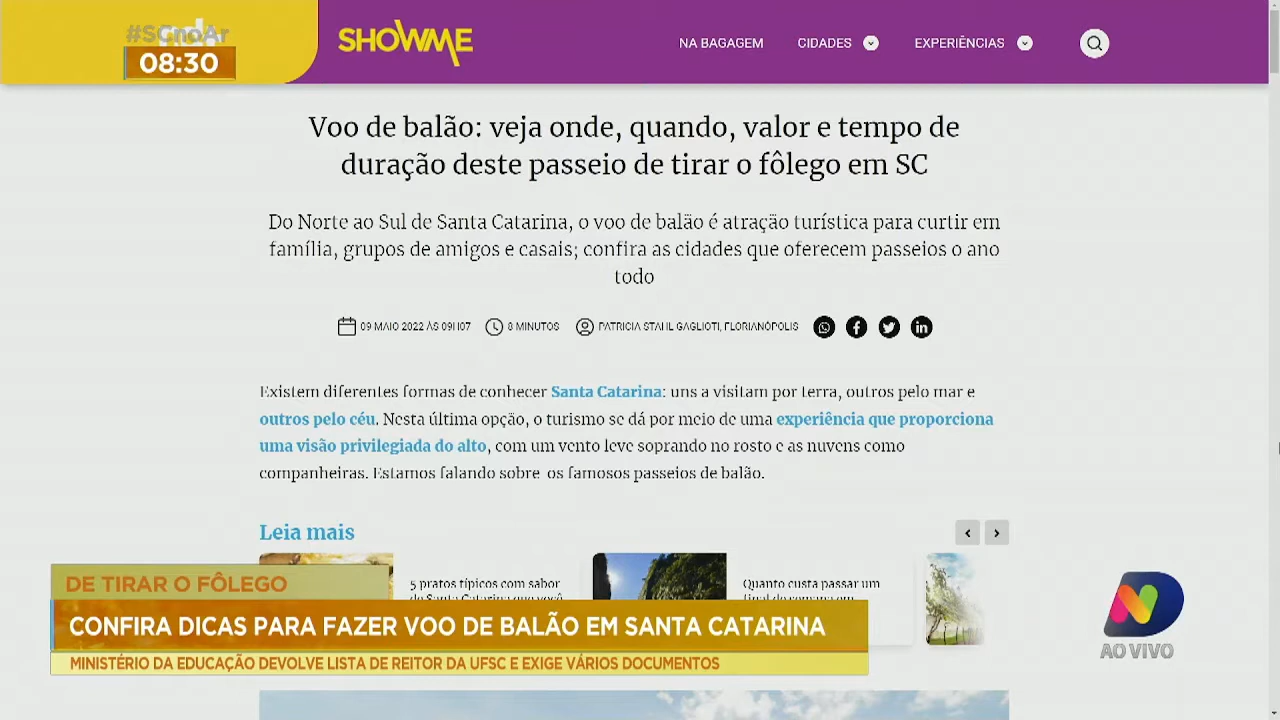 #SCnoAr
08:30
SHOWME
NA BAGAGEM
CIDADES
EXPERIÊNCIAS
Voo de balão: veja onde, quando, valor e tempo de
duração deste passeio de tirar o fôlego em SC
Do Norte ao Sul de Santa Catarina, o voo de balão é atração turística para curtir em
família, grupos de amigos e casais; confira as cidades que oferecem passeios o ano
todo
09 MAIO 2022 ÀS 09H07
8 MINUTOS
PATRICIA STAHL GAGLIOTI, FLORIANÓPOLIS
Existem diferentes formas de conhecer Santa Catarina: uns a visitam por terra, outros pelo mar e
outros pelo céu. Nesta última opção, o turismo se dá por meio de uma experiência que proporciona
uma visão privilegiada do alto, com um vento leve soprando no rosto e as nuvens como
companheiras. Estamos falando sobre os famosos passeios de balão.
Leia mais
5 pratos típicos com sabor
de Santa Catarina que você
Quanto custa passar um
final de semana em
DE TIRAR O FÔLEGO
CONFIRA DICAS PARA FAZER VOO DE BALÃO EM SANTA CATARINA
MINISTÉRIO DA EDUCAÇÃO DEVOLVE LISTA DE REITOR DA UFSC E EXIGE VÁRIOS DOCUMENTOS
AO VIVO